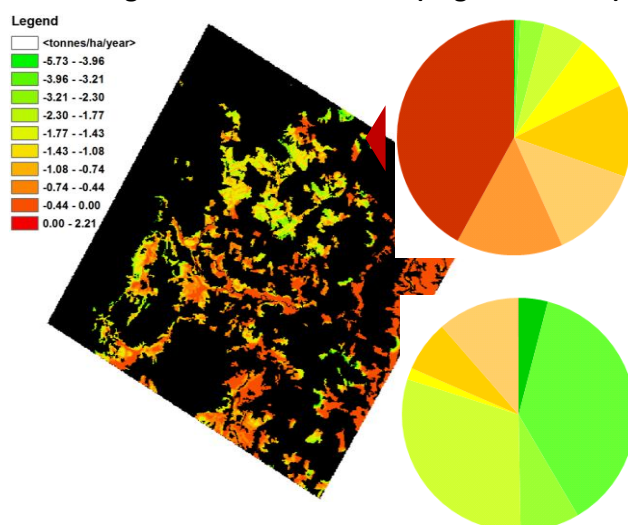 Legend
<tonnes/ha/year>
-5.73 - -3.96
-3.96 - -3.21
-3.21 - -2.30
-2.30 - -1.77
-1.77 - -1.43
-1.43 - -1.08
-1.08 - -0.74
-0.74 - -0.44
-0.44 - 0.00
0.00 - 2.21